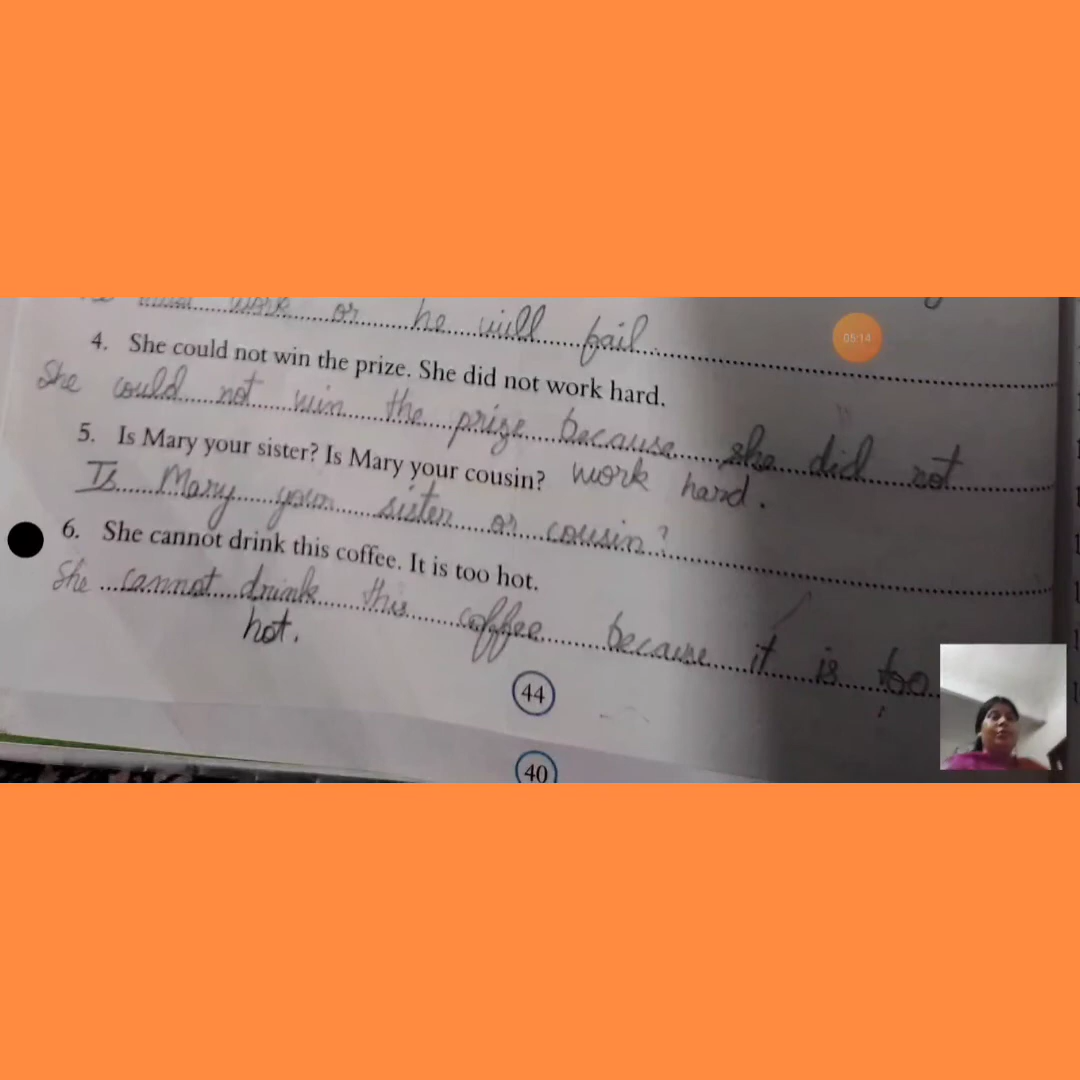 work or he will fail.
05:14
4. She could not win the prize. She did not work hard.
She could not win the prize because she did not
work hard.
5. Is Mary your sister? Is Mary your cousin?
Is Mary your sister or cousin?
6. She cannot drink this coffee. It is too hot.
She cannot drink this coffee because it is too
hot.
44
40